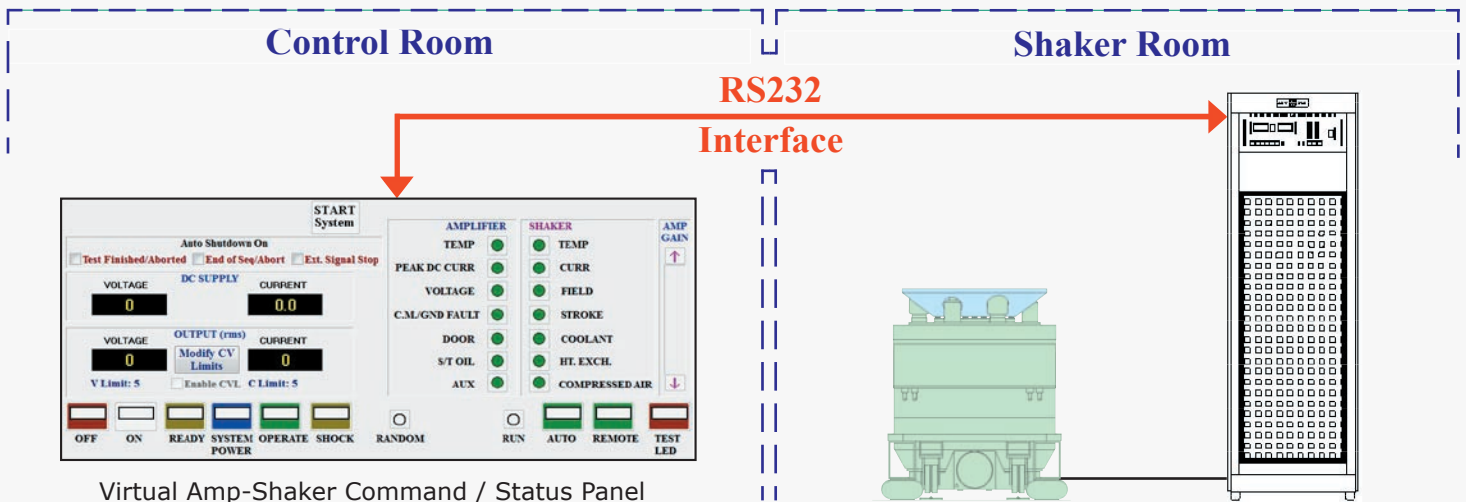 Control Room
Shaker Room
RS232
Interface
START
System
Auto Shutdown On
Test Finished/Aborted End of Seq/Abort Ext. Signal Stop
DC SUPPLY
VOLTAGE CURRENT
0 0.0
OUTPUT (rms)
VOLTAGE CURRENT
0 Modify CV Limits 0
V Limit: 5 Enable CVL C Limit: 5
AMPLIFIER SHAKER AMP
GAIN
TEMP TEMP
PEAK DC CURR CURR
VOLTAGE FIELD
C.M./GND FAULT STROKE
DOOR COOLANT
S/T OIL HT. EXCH.
AUX COMPRESSED AIR
OFF ON READY SYSTEM POWER OPERATE SHOCK RANDOM RUN AUTO REMOTE TEST LED
Virtual Amp-Shaker Command / Status Panel